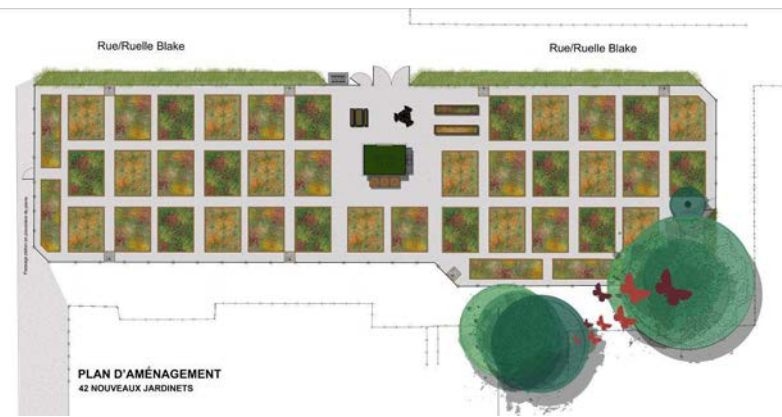 Rue/Ruelle Blake
Rue/Ruelle Blake
PLAN D'AMÉNAGEMENT
42 NOUVEAUX JARDINETS